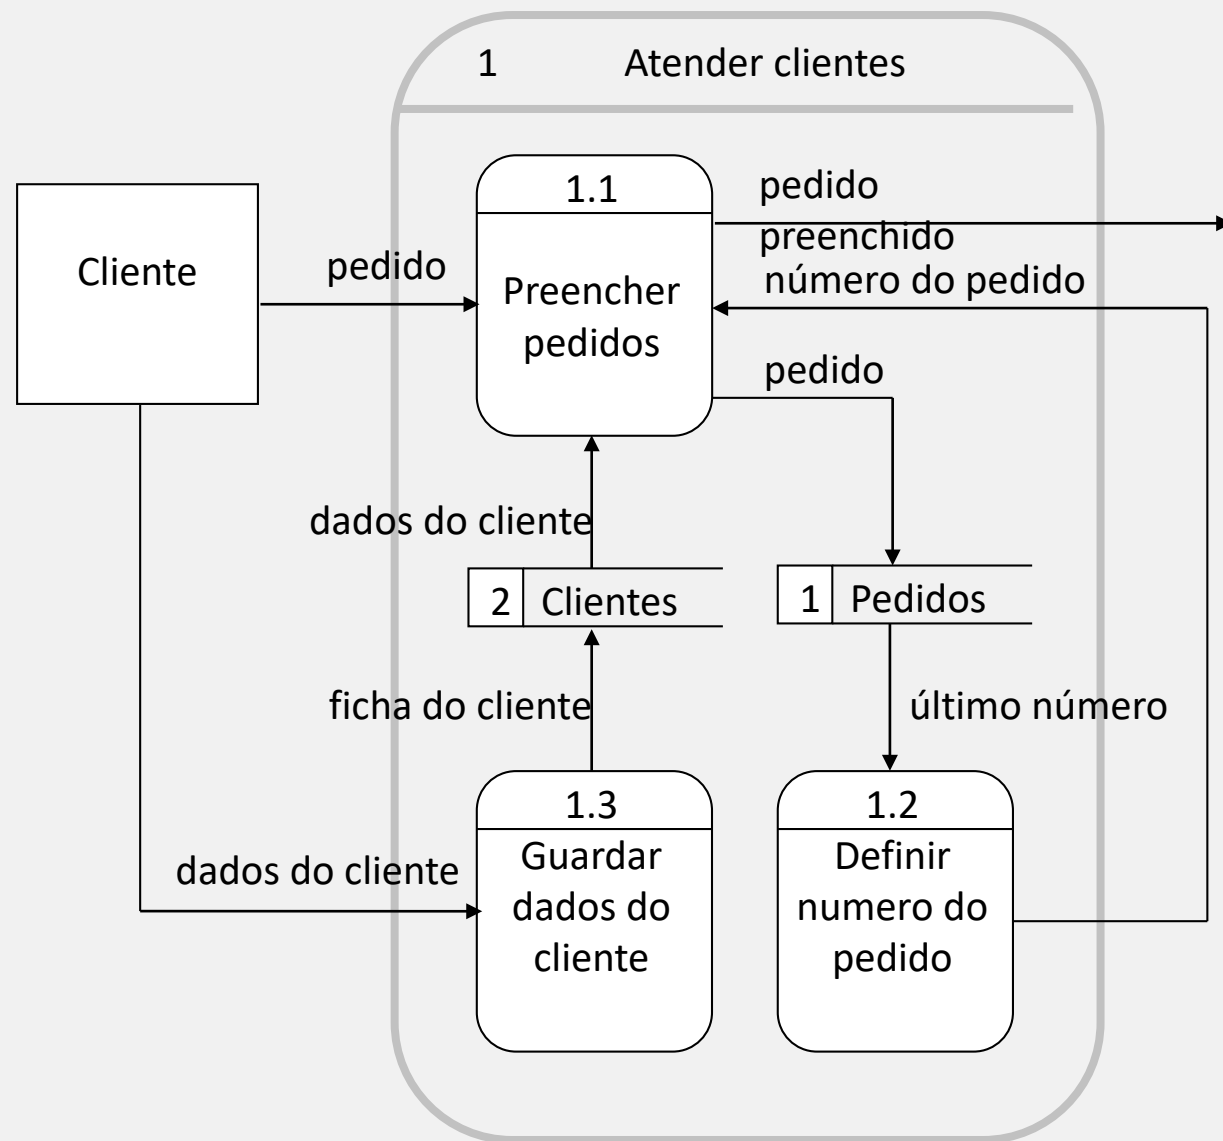 1 Atender clientes
1.1
pedido
preenchido
Cliente
pedido
Preencher
pedidos
número do pedido
pedido
dados do cliente
2 Clientes
1 Pedidos
ficha do cliente
último número
1.3
1.2
dados do cliente
Guardar
dados do
cliente
Definir
numero do
pedido